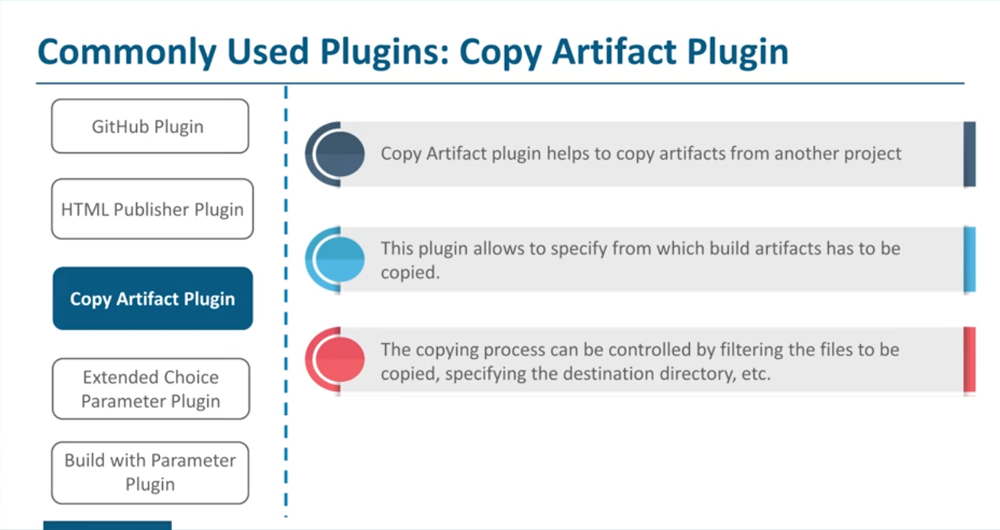 Commonly Used Plugins: Copy Artifact Plugin
GitHub Plugin
HTML Publisher Plugin
Copy Artifact Plugin
Extended Choice
Parameter Plugin
Build with Parameter
Plugin
Copy Artifact plugin helps to copy artifacts from another project
This plugin allows to specify from which build artifacts has to be
copied.
The copying process can be controlled by filtering the files to be
copied, specifying the destination directory, etc.